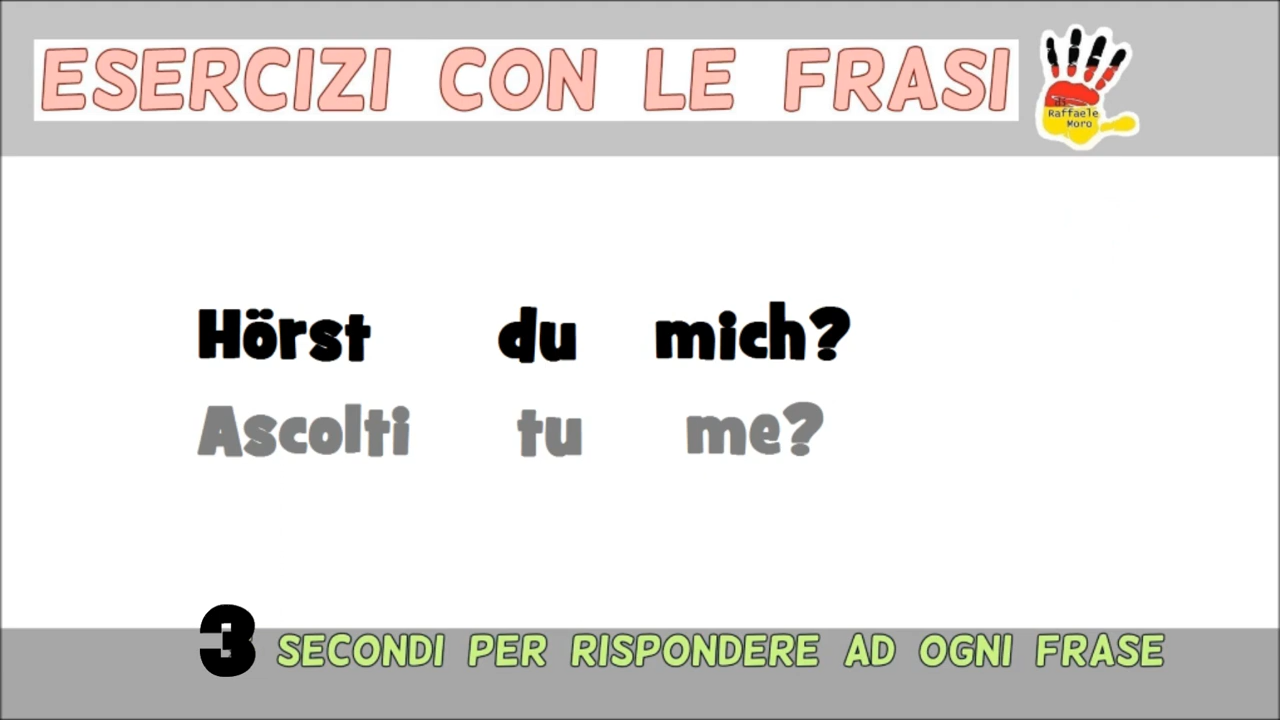 ESERCIZI CON LE FRASI
di
Raffaele
Moro
Hörst du mich?
Ascolti tu me?
3 SECONDI PER RISPONDERE AD OGNI FRASE